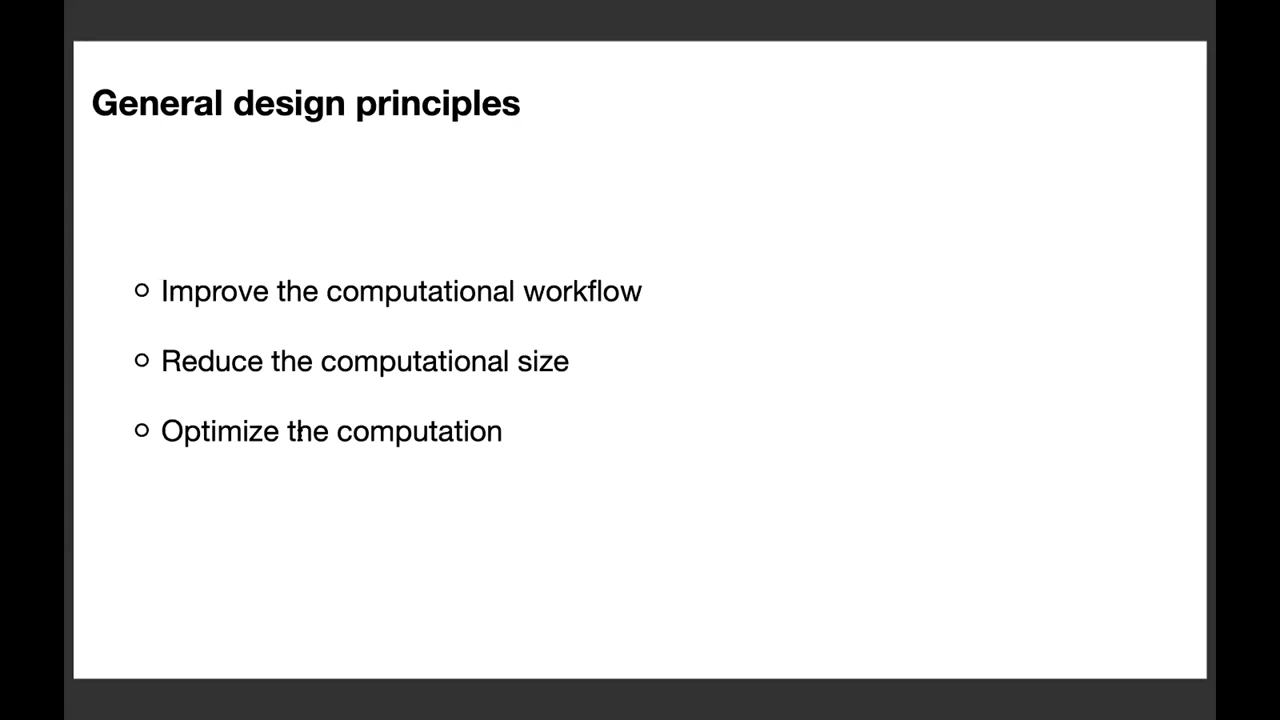 General design principles
Improve the computational workflow
Reduce the computational size
Optimize the computation